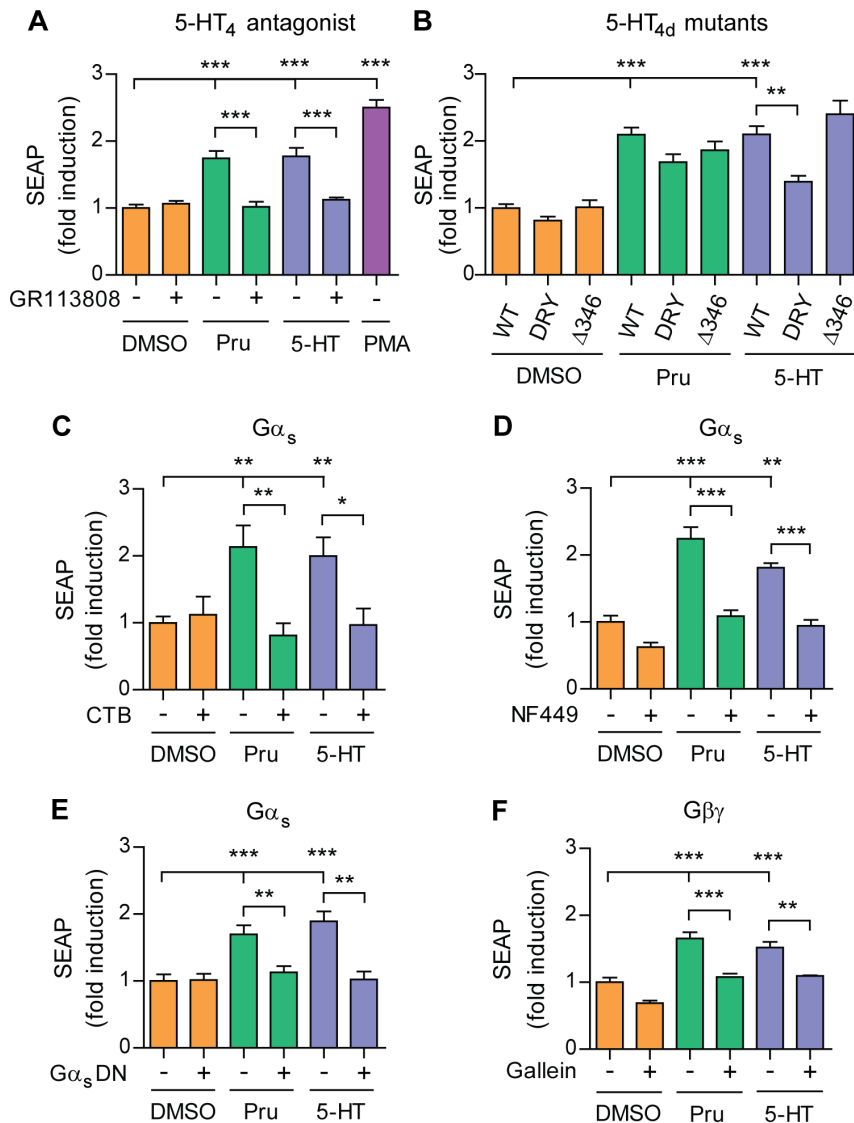 A
5-HT4 antagonist
SEAP
(fold induction)
3
2
1
0
*** *** ***
*** ***
GR113808 - + - + - + -
DMSO Pru 5-HT PMA
B
5-HT4d mutants
SEAP
(fold induction)
3
2
1
0
*** ***
**
WT DRY Δ346 WT DRY Δ346 WT DRY Δ346
DMSO Pru 5-HT
C
Gαs
SEAP
(fold induction)
3
2
1
0
** **
** *
CTB - + - + - +
DMSO Pru 5-HT
D
Gαs
SEAP
(fold induction)
3
2
1
0
*** **
*** ***
NF449 - + - + - +
DMSO Pru 5-HT
E
Gαs
SEAP
(fold induction)
3
2
1
0
*** ***
** **
GαsDN - + - + - +
DMSO Pru 5-HT
F
Gβγ
SEAP
(fold induction)
3
2
1
0
*** ***
*** **
Gallein - + - + - +
DMSO Pru 5-HT